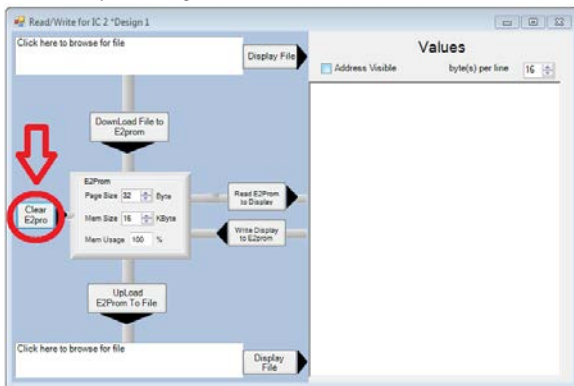 Read/Write for IC 2 *Design 1
Click here to browse for file
Display File
Values
Address Visible
byte(s) per line
16
DownLoad File to
E2prom
E2Prom
Page Size 32 Byte
Mem Size 16 KByte
Mem Usage 100 %
Clear
E2pro
Read E2Prom
to Display
Write Display
to E2prom
UpLoad
E2Prom To File
Click here to browse for file
Display
File